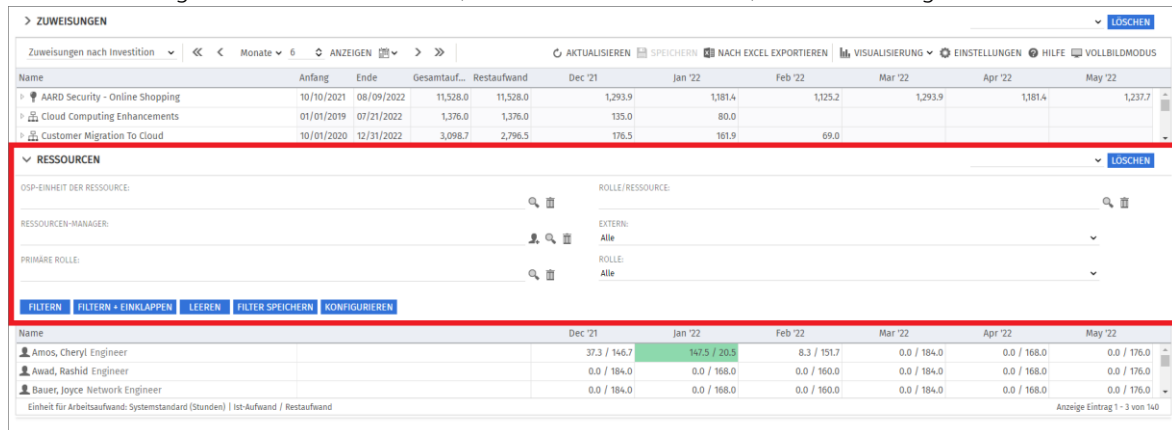 > ZUWEISUNGEN LÖSCHEN
Zuweisungen nach Investition Monate 6 ANZEIGEN AKTUALISIEREN SPEICHERN NACH EXCEL EXPORTIEREN VISUALISIERUNG EINSTELLUNGEN HILFE VOLLBILDMODUS
Name Anfang Ende Gesamtauf... Restaufwand Dec '21 Jan '22 Feb '22 Mar '22 Apr '22 May '22
AARD Security - Online Shopping 10/10/2021 08/09/2022 11,528.0 11,528.0 1,293.9 1,181.4 1,125.2 1,293.9 1,181.4 1,237.7
Cloud Computing Enhancements 01/01/2019 07/21/2022 1,376.0 1,376.0 135.0 80.0
Customer Migration To Cloud 10/01/2020 12/31/2022 3,098.7 2,796.5 176.5 161.9 69.0
RESSOURCEN LÖSCHEN
OSP-EINHEIT DER RESSOURCE: ROLLE/RESSOURCE:
RESSOURCEN-MANAGER: EXTERN:
Alle
PRIMÄRE ROLLE: ROLLE:
Alle
FILTERN FILTERN + EINKLAPPEN LEEREN FILTER SPEICHERN KONFIGURIEREN
Name Dec '21 Jan '22 Feb '22 Mar '22 Apr '22 May '22
Amos, Cheryl Engineer 37.3 / 146.7 147.5 / 20.5 8.3 / 151.7 0.0 / 184.0 0.0 / 168.0 0.0 / 176.0
Awad, Rashid Engineer 0.0 / 184.0 0.0 / 168.0 0.0 / 160.0 0.0 / 184.0 0.0 / 168.0 0.0 / 176.0
Bauer, Joyce Network Engineer 0.0 / 184.0 0.0 / 168.0 0.0 / 160.0 0.0 / 184.0 0.0 / 168.0 0.0 / 176.0
Einheit für Arbeitsaufwand: Systemstandard (Stunden) | Ist-Aufwand / Restaufwand Anzeige Eintrag 1 - 3 von 140